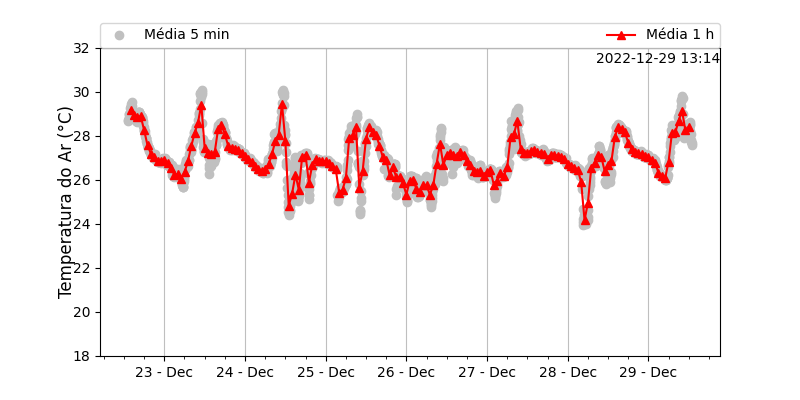 Média 5 min
Média 1 h
2022-12-29 13:14
Temperatura do Ar (°C)
32
30
28
26
24
22
20
18
23 - Dec
24 - Dec
25 - Dec
26 - Dec
27 - Dec
28 - Dec
29 - Dec